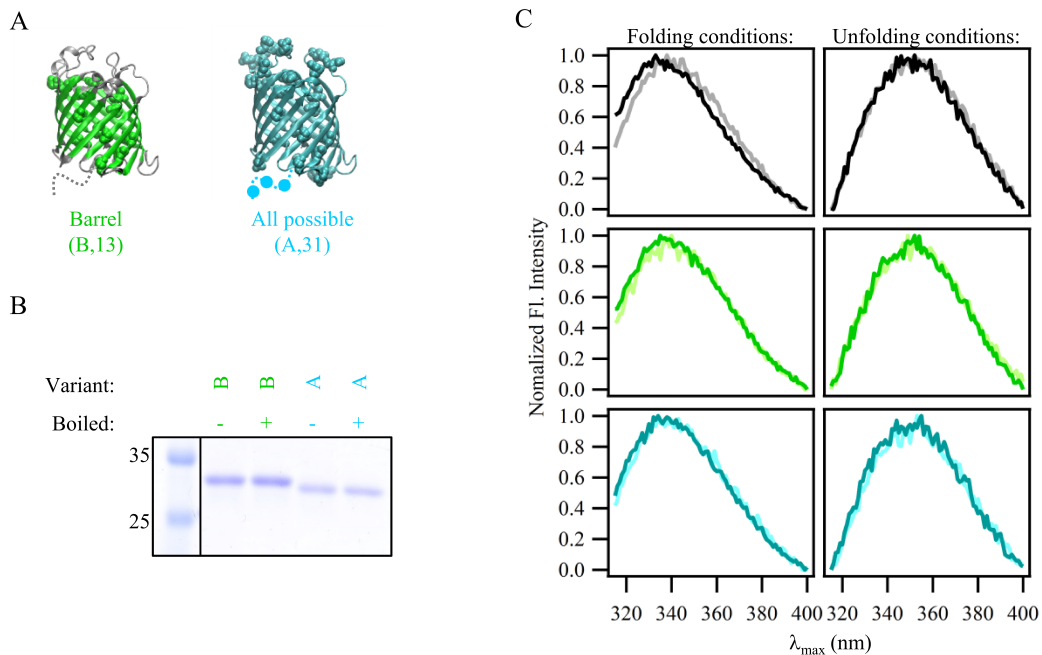 A
Barrel
(B,13)
All possible
(A,31)
B
Variant:
B B A A
Boiled:
- + - +
35
25
C
Folding conditions:
Unfolding conditions:
Nomalized Fl. Intensity
1.0
0.8
0.6
0.4
0.2
0.0
1.0
0.8
0.6
0.4
0.2
0.0
1.0
0.8
0.6
0.4
0.2
0.0
320 340 360 380 400
320 340 360 380 400
λmax (nm)